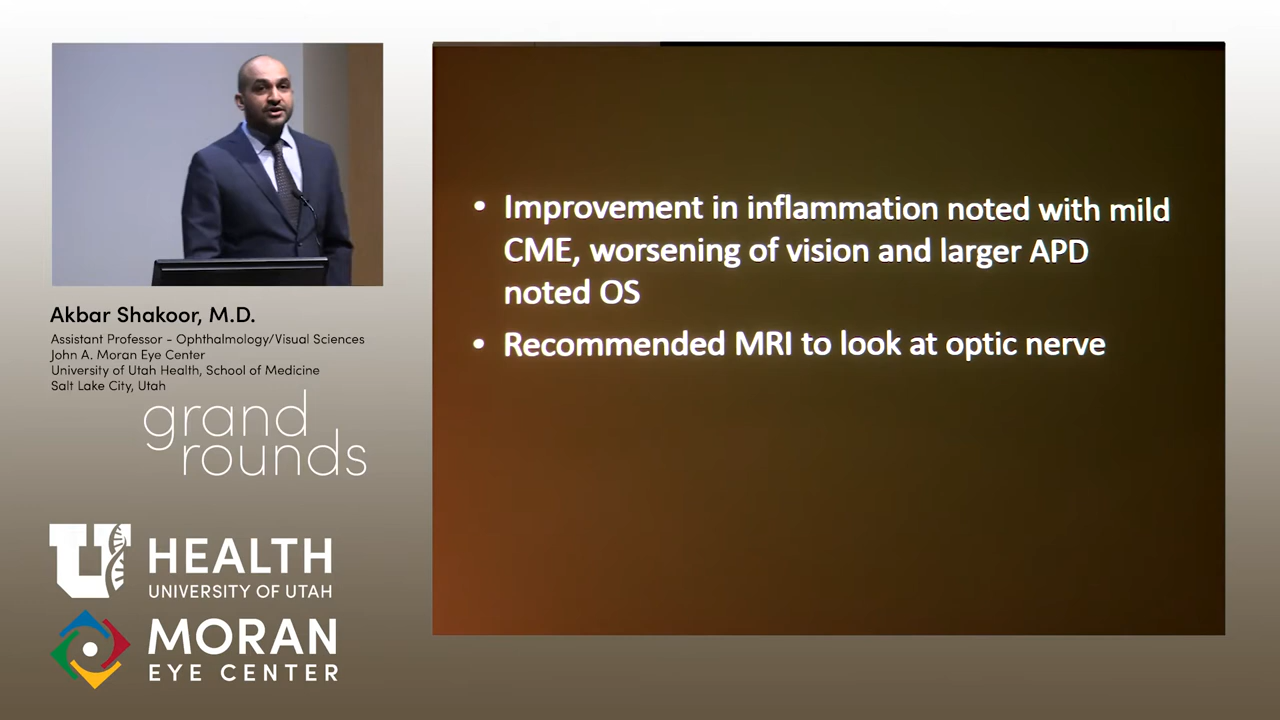 Akbar Shakoor, M.D.
Assistant Professor - Ophthalmology/Visual Sciences
John A. Moran Eye Center
University of Utah Health, School of Medicine
Salt Lake City, Utah
grand
rounds
U HEALTH
UNIVERSITY OF UTAH
MORAN
EYE CENTER
• Improvement in inflammation noted with mild
CME, worsening of vision and larger APD
noted OS
• Recommended MRI to look at optic nerve